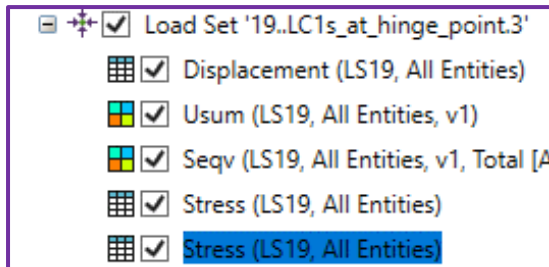 Load Set '19..LC1s_at_hinge_point.3'
Displacement (LS19, All Entities)
Usum (LS19, All Entities, v1)
Seqv (LS19, All Entities, v1, Total [A
Stress (LS19, All Entities)
Stress (LS19, All Entities)